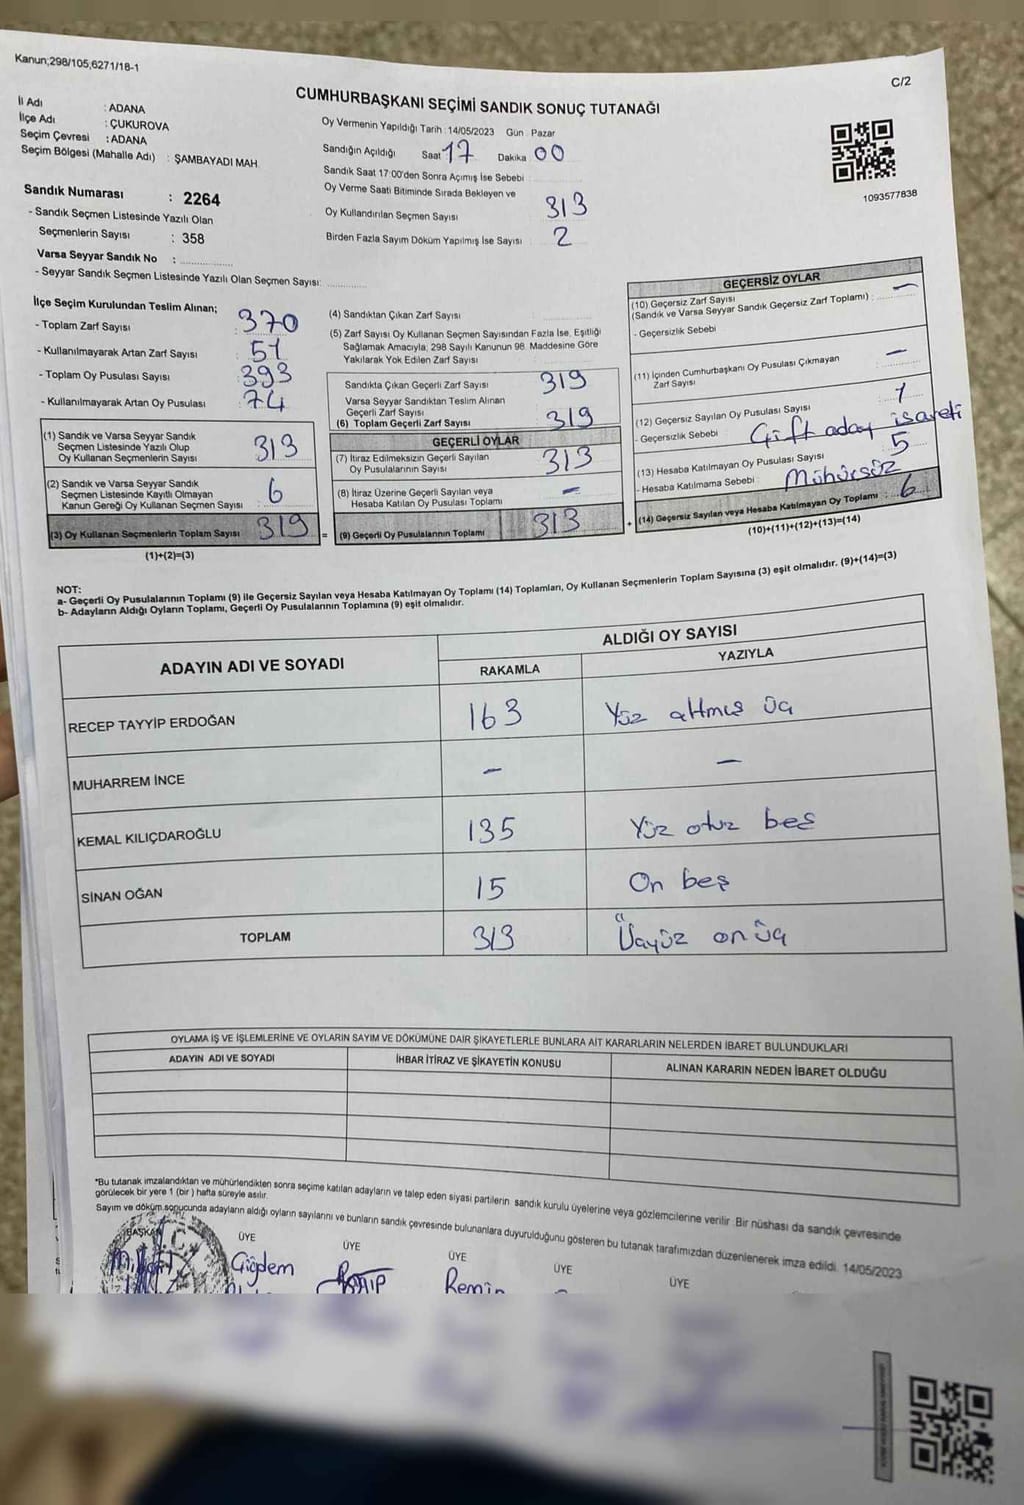 Kanun;298/105,6271/18-1
C/2
CUMHURBAŞKANI SEÇİMİ SANDIK SONUÇ TUTANAĞI
İl Adı : ADANA
İlçe Adı : ÇUKUROVA
Seçim Çevresi : ADANA
Seçim Bölgesi (Mahalle Adı) : ŞAMBAYADI MAH.
Sandık Numarası : 2264
- Sandık Seçmen Listesinde Yazılı Olan
Seçmenlerin Sayısı : 358
Varsa Seyyar Sandık No :
- Seyyar Sandık Seçmen Listesinde Yazılı Olan Seçmen Sayısı:
Oy Vermenin Yapıldığı Tarih : 14/05/2023 Gün : Pazar
Sandığın Açıldığı Saat 17 Dakika 00
Sandık Saat 17:00'den Sonra Açımış İse Sebebi
Oy Verme Saati Bitiminde Sırada Bekleyen ve
Oy Kullandırılan Seçmen Sayısı 313
Birden Fazla Sayım Döküm Yapılmış İse Sayısı 2
1093577838
İlçe Seçim Kurulundan Teslim Alınan;
- Toplam Zarf Sayısı 370
- Kullanılmayarak Artan Zarf Sayısı 51
- Toplam Oy Pusulası Sayısı 393
- Kullanılmayarak Artan Oy Pusulası 74
(1) Sandık ve Varsa Seyyar Sandık
Seçmen Listesinde Yazılı Olup
Oy Kullanan Seçmenlerin Sayısı 313
(2) Sandık ve Varsa Seyyar Sandık
Seçmen Listesinde Kayıtlı Olmayan
Kanun Gereği Oy Kullanan Seçmen Sayısı : 6
(3) Oy Kullanan Seçmenlerin Toplam Sayısı 319
(1)+(2)=(3)
=
(4) Sandıktan Çıkan Zarf Sayısı :
(5) Zarf Sayısı Oy Kullanan Seçmen Sayısından Fazla İse, Eşitliği
Sağlamak Amacıyla, 298 Sayılı Kanunun 98. Maddesine Göre
Yakılarak Yok Edilen Zarf Sayısı
Sandıkta Çıkan Geçerli Zarf Sayısı 319
Varsa Seyyar Sandıktan Teslim Alınan
Geçerli Zarf Sayısı
(6) Toplam Geçerli Zarf Sayısı 319
GEÇERLİ OYLAR
(7) İtiraz Edilmeksizin Geçerli Sayılan
Oy Pusulalarının Sayısı 313
(8) İtiraz Üzerine Geçerli Sayılan veya
Hesaba Katılan Oy Pusulası Toplamı –
(9) Geçerli Oy Pusulalarının Toplamı 313
+
GEÇERSİZ OYLAR
(10) Geçersiz Zarf Sayısı
(Sandık ve Varsa Seyyar Sandık Geçersiz Zarf Toplamı) : –
- Geçersizlik Sebebi
(11) İçinden Cumhurbaşkanı Oy Pusulası Çıkmayan
Zarf Sayısı –
(12) Geçersiz Sayılan Oy Pusulası Sayısı 1
- Geçersizlik Sebebi : Çift aday isareti
(13) Hesaba Katılmayan Oy Pusulası Sayısı 5
- Hesaba Katılmama Sebebi : Mühürsüz
(14) Geçersiz Sayılan veya Hesaba Katılmayan Oy Toplamı : 6
(10)+(11)+(12)+(13)=(14)
NOT:
a- Geçerli Oy Pusulalarının Toplamı (9) ile Geçersiz Sayılan veya Hesaba Katılmayan Oy Toplamı (14) Toplamları, Oy Kullanan Seçmenlerin Toplam Sayısına (3) eşit olmalıdır. (9)+(14)=(3)
b- Adayların Aldığı Oyların Toplamı, Geçerli Oy Pusulalarının Toplamına (9) eşit olmalıdır.
ADAYIN ADI VE SOYADI
ALDIĞI OY SAYISI
RAKAMLA YAZIYLA
RECEP TAYYİP ERDOĞAN 163 Yüz altmış üç
MUHARREM İNCE – –
KEMAL KILIÇDAROĞLU 135 Yüz otuz beş
SİNAN OĞAN 15 On beş
TOPLAM 313 Üçyüz on üç
OYLAMA İŞ VE İŞLEMLERİNE VE OYLARIN SAYIM VE DÖKÜMÜNE DAİR ŞİKAYETLERLE BUNLARA AİT KARARLARIN NELERDEN İBARET BULUNDUKLARI
ADAYIN ADI VE SOYADI İHBAR İTİRAZ VE ŞİKAYETİN KONUSU ALINAN KARARIN NEDEN İBARET OLDUĞU
*Bu tutanak imzalandıktan ve mühürlendikten sonra seçime katılan adayların ve talep eden siyasi partilerin sandık kurulu üyelerine veya gözlemcilerine verilir. Bir nüshası da sandık çevresinde
görülecek bir yere 1 (bir) hafta süreyle asılır.
Sayım ve döküm sonucunda adayların aldığı oyların sayılarını ve bunların sandık çevresinde bulunanlara duyurulduğunu gösteren bu tutanak tarafımızdan düzenlenerek imza edildi. 14/05/2023
BAŞKAN ÜYE ÜYE ÜYE ÜYE ÜYE
Çiğdem